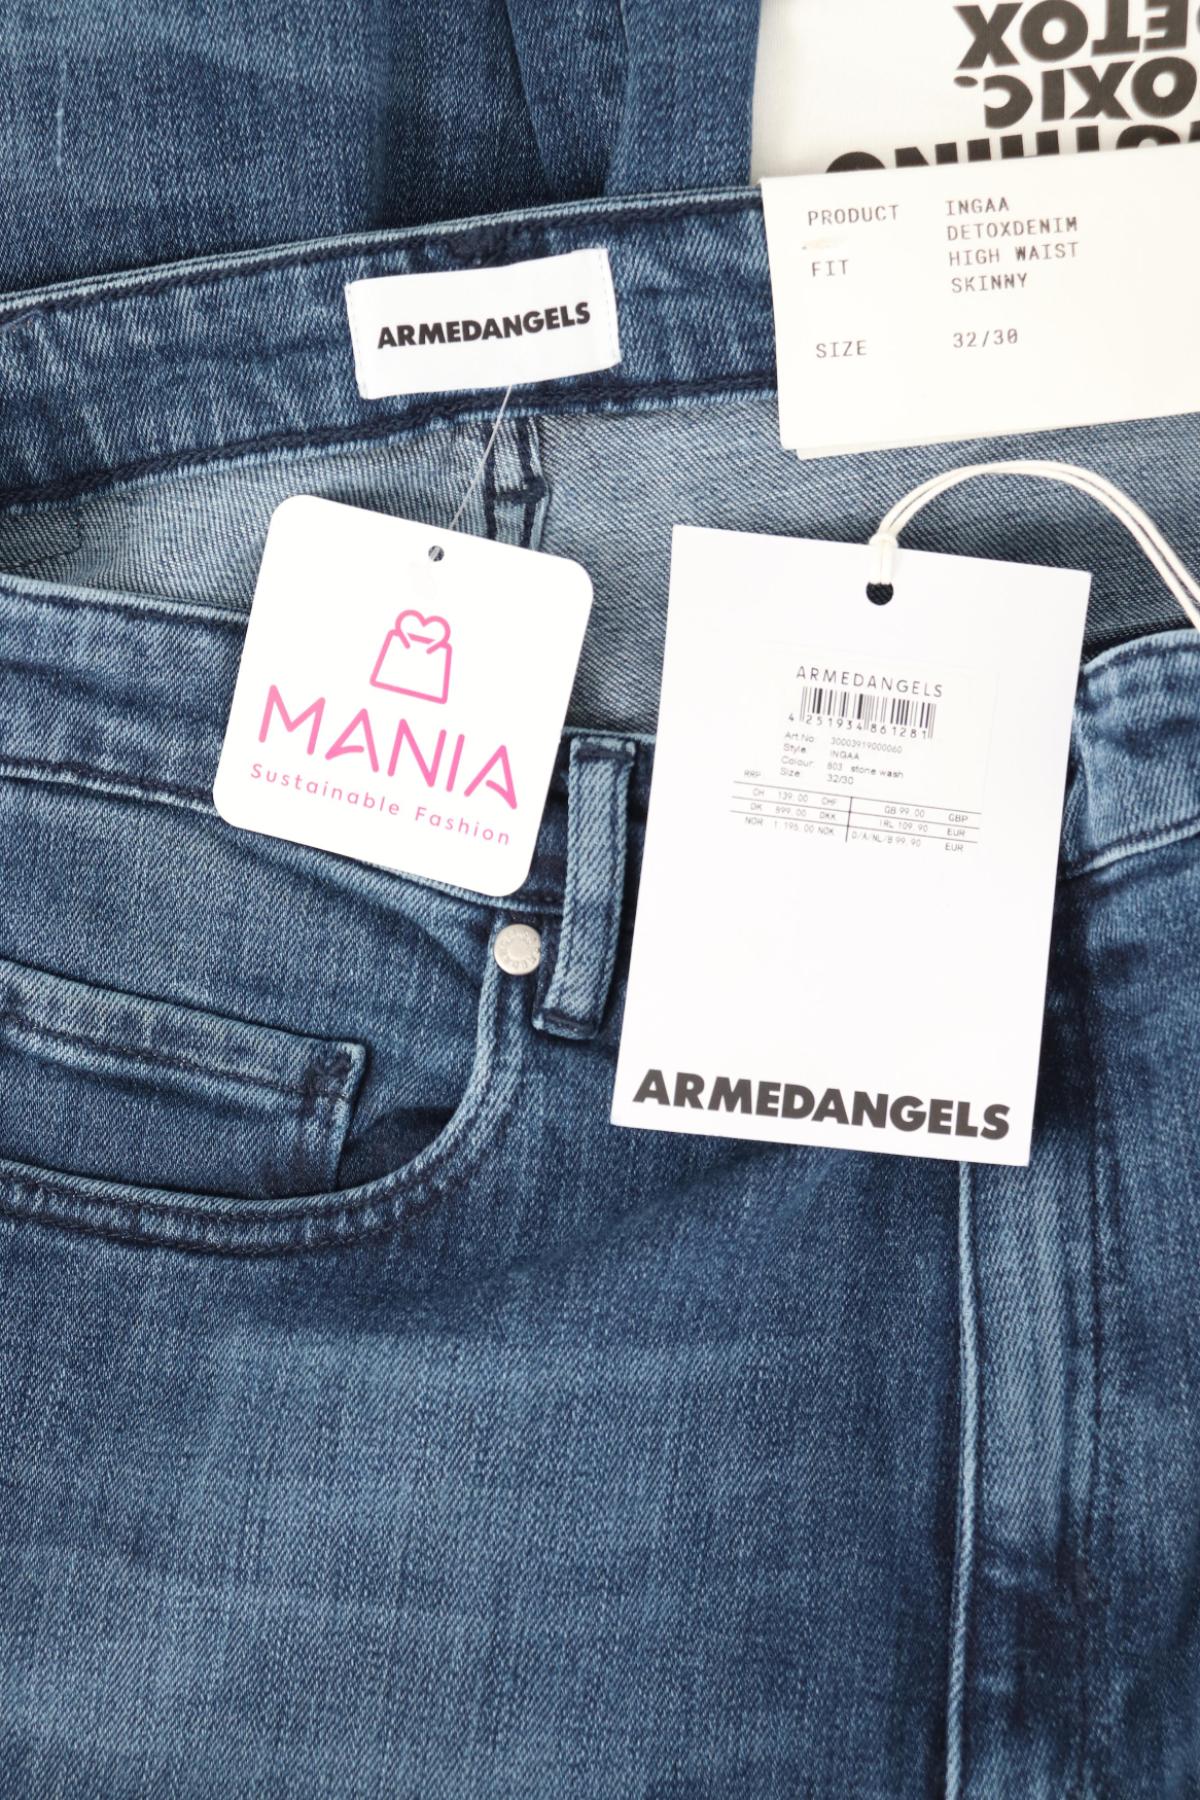 DETOX
TOXIC.
PRODUCT INGAA
DETOXDENIM
FIT HIGH WAIST
SKINNY
SIZE 32/30
ARMEDANGELS
MANIA
Sustainable Fashion
ARMEDANGELS
4 251934 861281
Art.No: 30003919000060
Style INGAA
Colour 803 stone wash
Size 32/30
RRP
CH 139.00 CHF GB 99.00 GBP
DK 899.00 DKK IRL 109.90 EUR
NOR 1.195.00 NOK D/A/NL/B 99.90 EUR
ARMEDANGELS